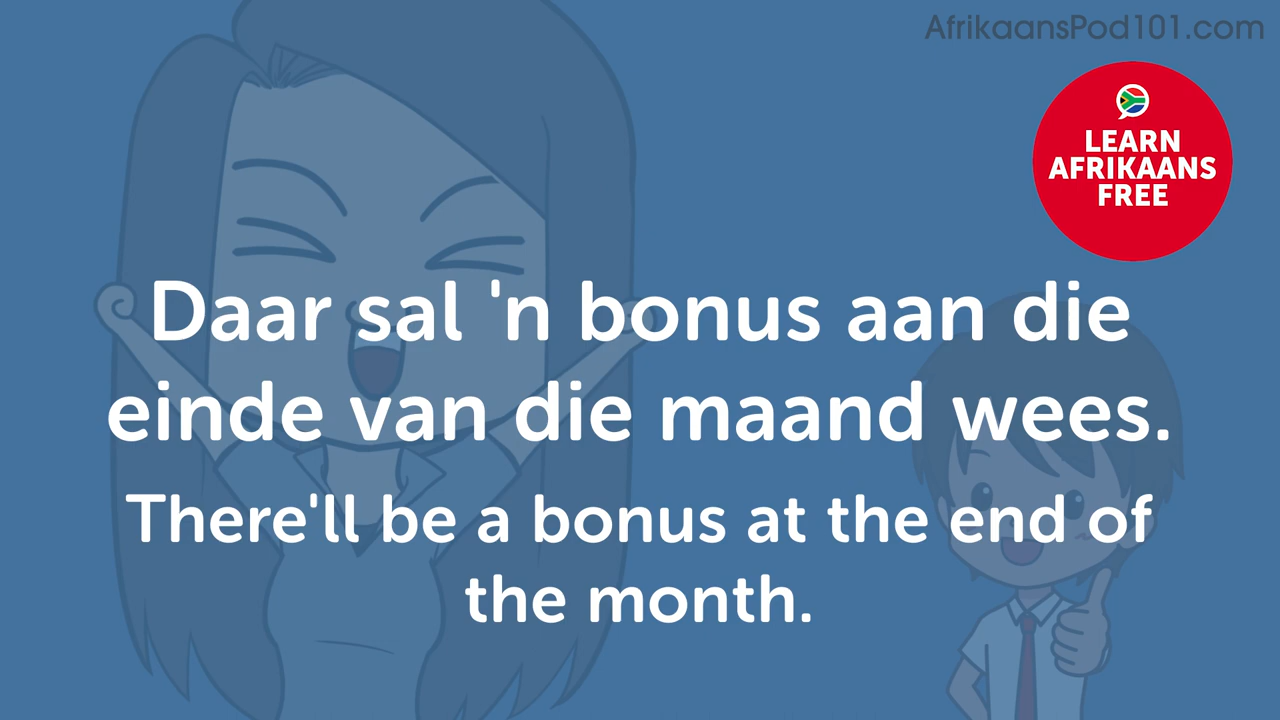 AfrikaansPod101.com
LEARN
AFRIKAANS
FREE
Daar sal 'n bonus aan die
einde van die maand wees.
There'll be a bonus at the end of
the month.